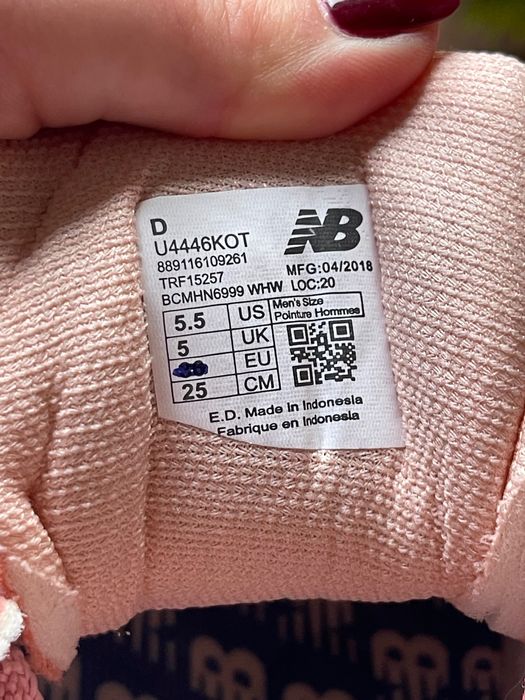 D
U4446KOT
889116109261
TRF15257
BCMHN6999 WHW
NB
MFG:04/2018
LOC:20
5.5 US Men's Size
Pointure Hommes
5 UK
EU
25 CM
E.D. Made in Indonesia
Fabrique en Indonesia